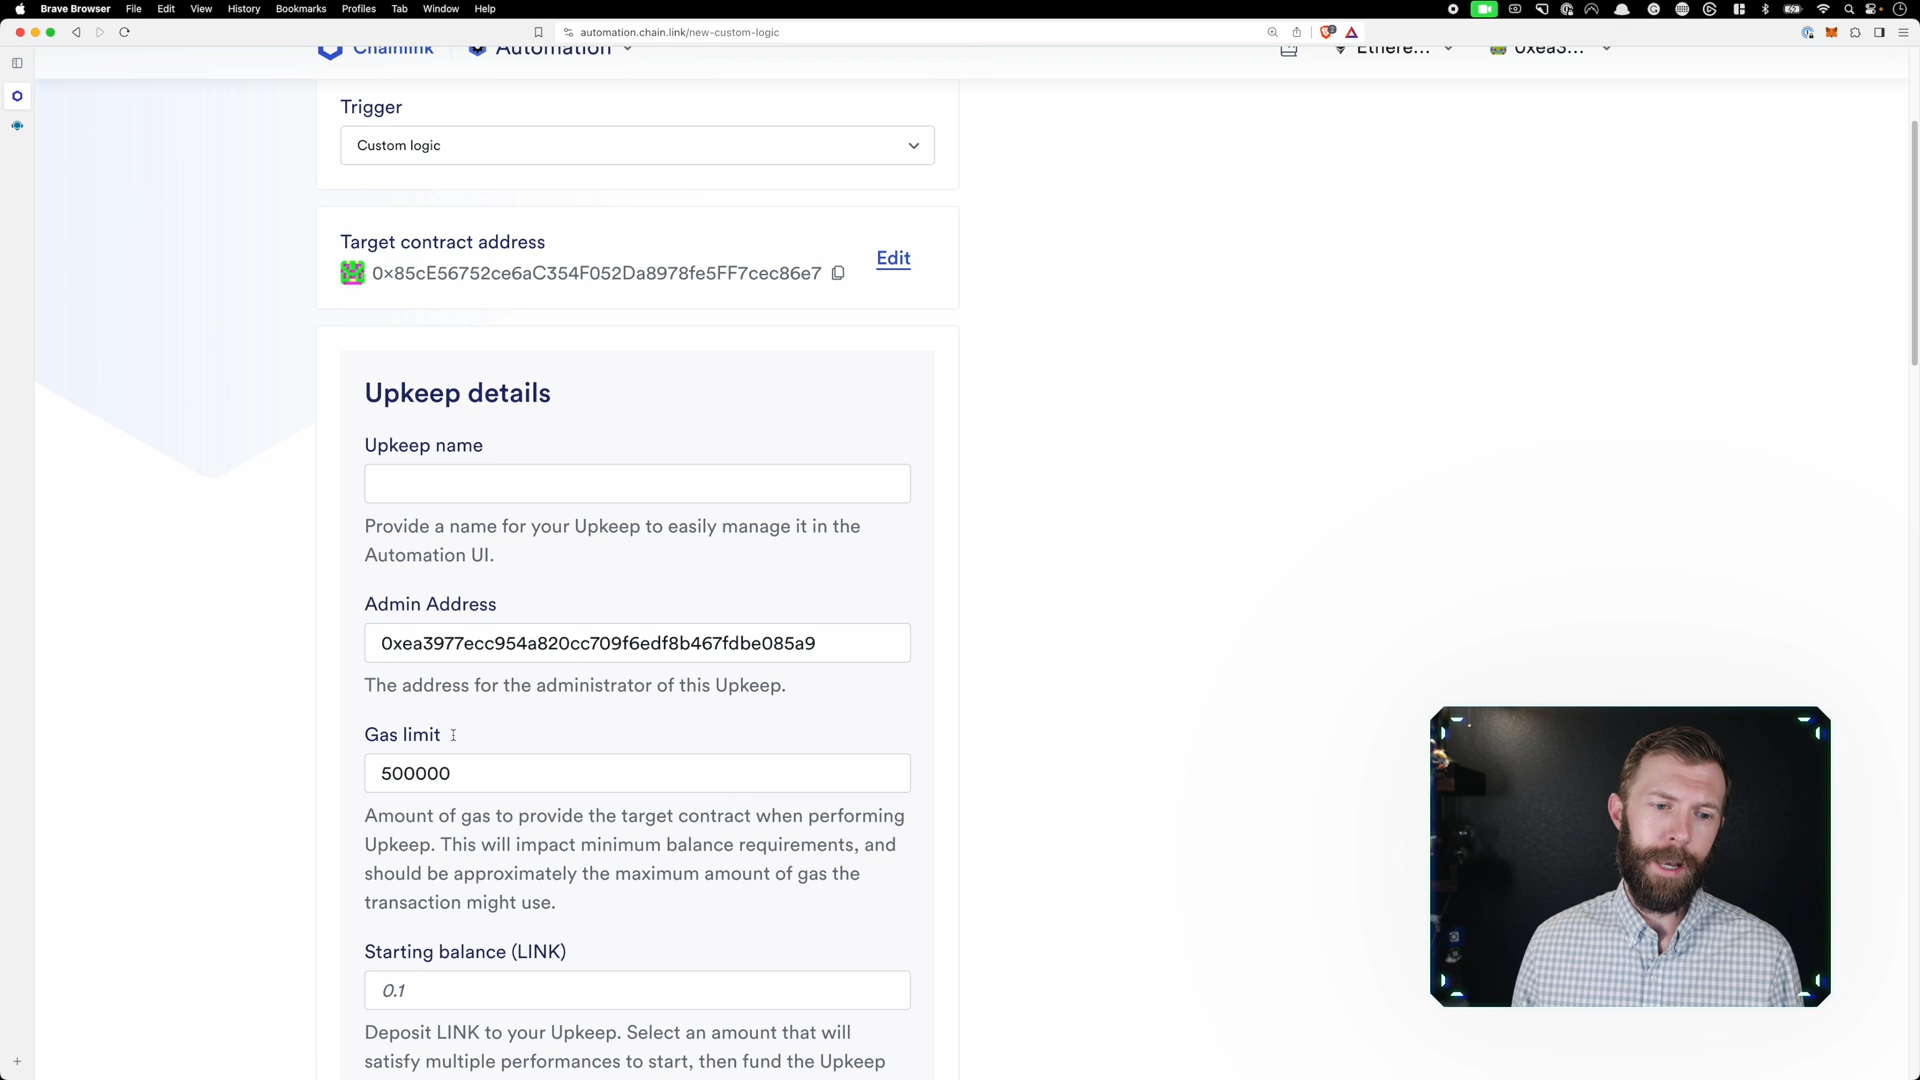 Brave Browser File Edit View History Bookmarks Profiles Tab Window Help
automation.chain.link/new-custom-logic
Chainlink Automation Ethere... 0xea3...
Trigger
Custom logic
Target contract address
0x85cE56752ce6aC354F052Da8978fe5FF7cec86e7
Edit
Upkeep details
Upkeep name
Provide a name for your Upkeep to easily manage it in the
Automation UI.
Admin Address
0xea3977ecc954a820cc709f6edf8b467fdbe085a9
The address for the administrator of this Upkeep.
Gas limit
500000
Amount of gas to provide the target contract when performing
Upkeep. This will impact minimum balance requirements, and
should be approximately the maximum amount of gas the
transaction might use.
Starting balance (LINK)
0.1
Deposit LINK to your Upkeep. Select an amount that will
satisfy multiple performances to start, then fund the Upkeep